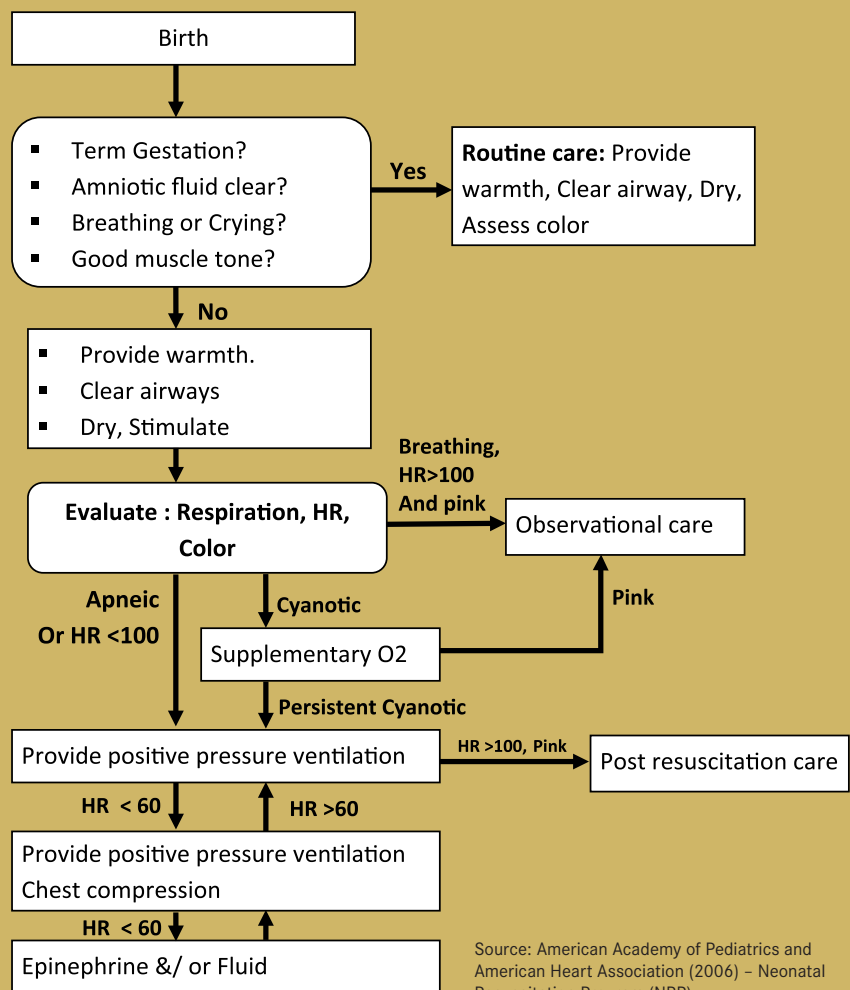 Birth
▪ Term Gestation?
▪ Amniotic fluid clear?
▪ Breathing or Crying?
▪ Good muscle tone?
Yes
Routine care: Provide
warmth, Clear airway, Dry,
Assess color
No
▪ Provide warmth.
▪ Clear airways
▪ Dry, Stimulate
Breathing,
HR>100
And pink
Evaluate : Respiration, HR,
Color
Observational care
Apneic
Or HR <100
Cyanotic
Pink
Supplementary O2
Persistent Cyanotic
Provide positive pressure ventilation
HR >100, Pink
Post resuscitation care
HR < 60
HR >60
Provide positive pressure ventilation
Chest compression
HR < 60
Epinephrine &/ or Fluid
Source: American Academy of Pediatrics and
American Heart Association (2006) – Neonatal